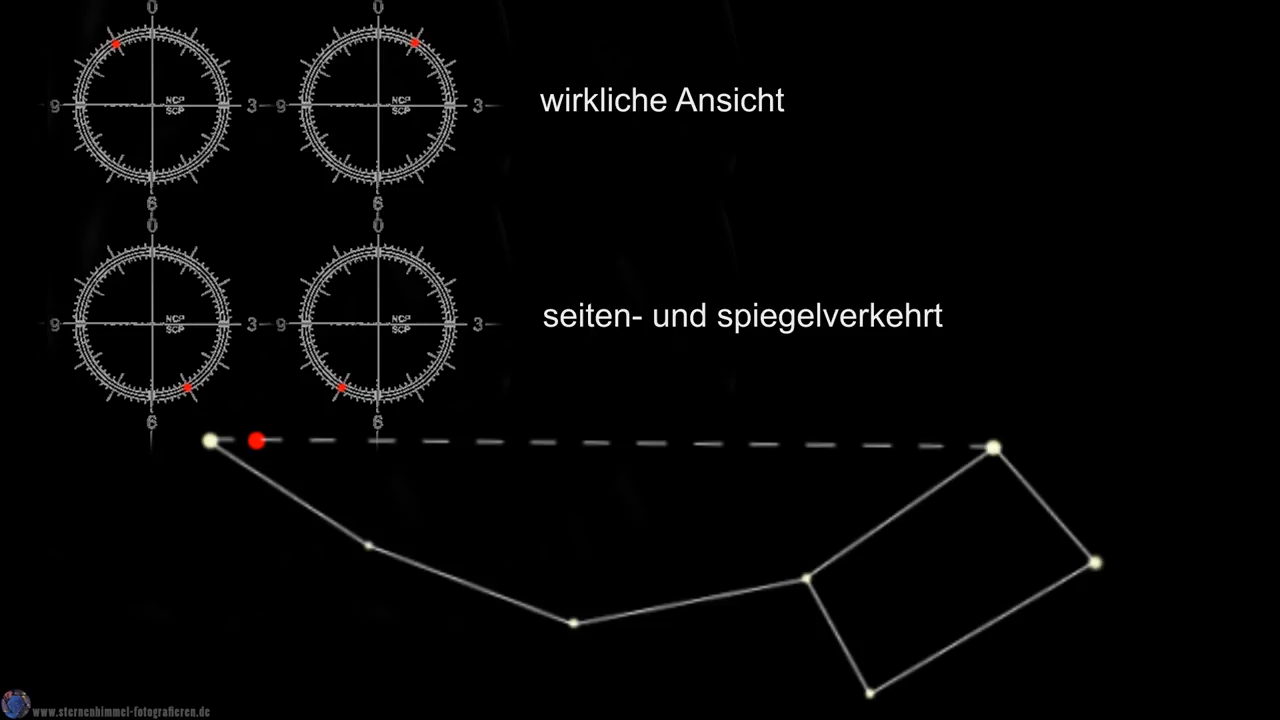 0 0
9 NCP SCP 3 9 NCP SCP 3
wirkliche Ansicht
6 6
0 0
9 NCP SCP 3 9 NCP SCP 3
seiten- und spiegelverkehrt
6 6
www.sternenhimmel-fotografieren.de